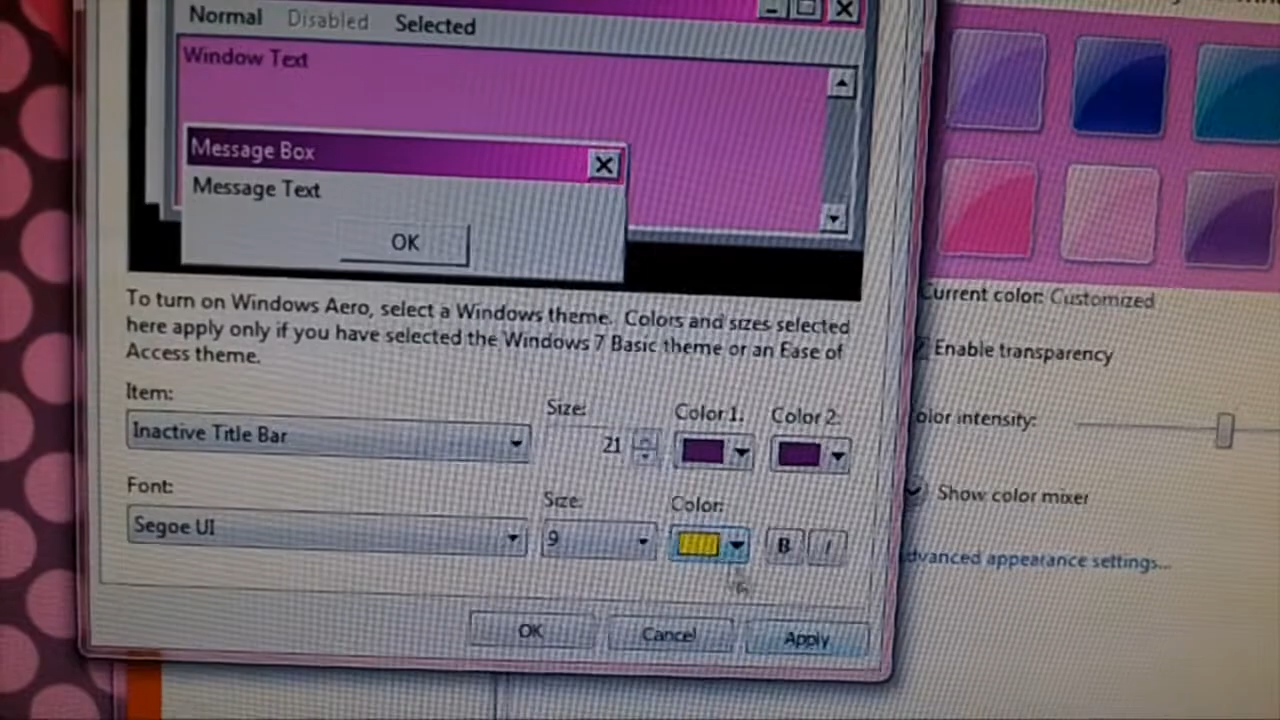 Normal Disabled Selected
Window Text
Message Box
Message Text
OK
To turn on Windows Aero, select a Windows theme. Colors and sizes selected
here apply only if you have selected the Windows 7 Basic theme or an Ease of
Access theme.
Item:
Size:
Color 1:
Color 2:
Inactive Title Bar
21
Font:
Size:
Color:
Segoe UI
9
B
I
OK
Cancel
Apply
Current color: Customized
Enable transparency
olor intensity:
Show color mixer
dvanced appearance settings...